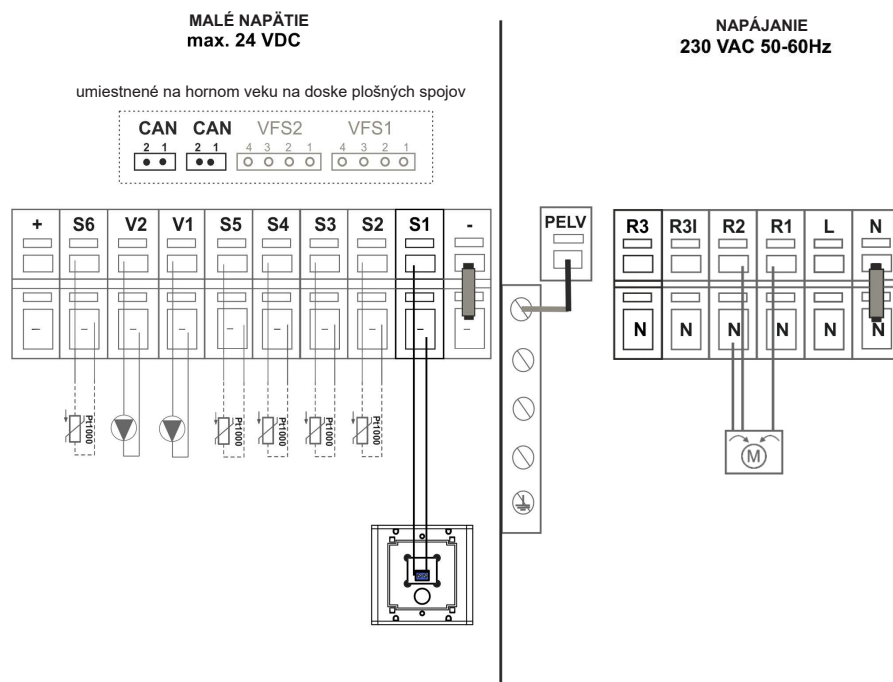 MALÉ NAPÄTIE
max. 24 VDC
NAPÁJANIE
230 VAC 50-60Hz
umiestnené na hornom veku na doske plošných spojov
CAN CAN VFS2 VFS1
2 1 2 1 4 3 2 1 4 3 2 1
+ S6 V2 V1 S5 S4 S3 S2 S1 -
PELV
R3 R3I R2 R1 L N
- - - - - - - - - -
N N N N N N
Pt1000 Pt1000 Pt1000 Pt1000 Pt1000
M